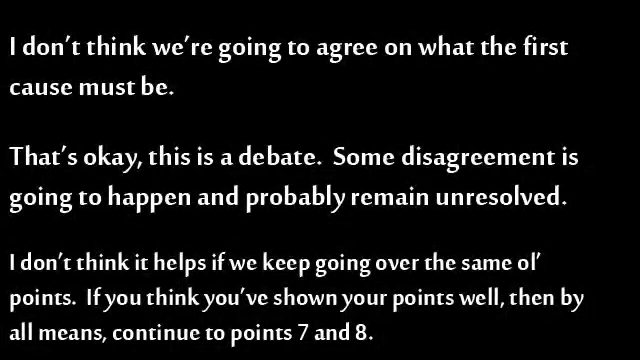 I don't think we're going to agree on what the first
cause must be.
That's okay, this is a debate.  Some disagreement is
going to happen and probably remain unresolved.
I don't think it helps if we keep going over the same ol'
points.  If you think you've shown your points well, then by
all means, continue to points 7 and 8.